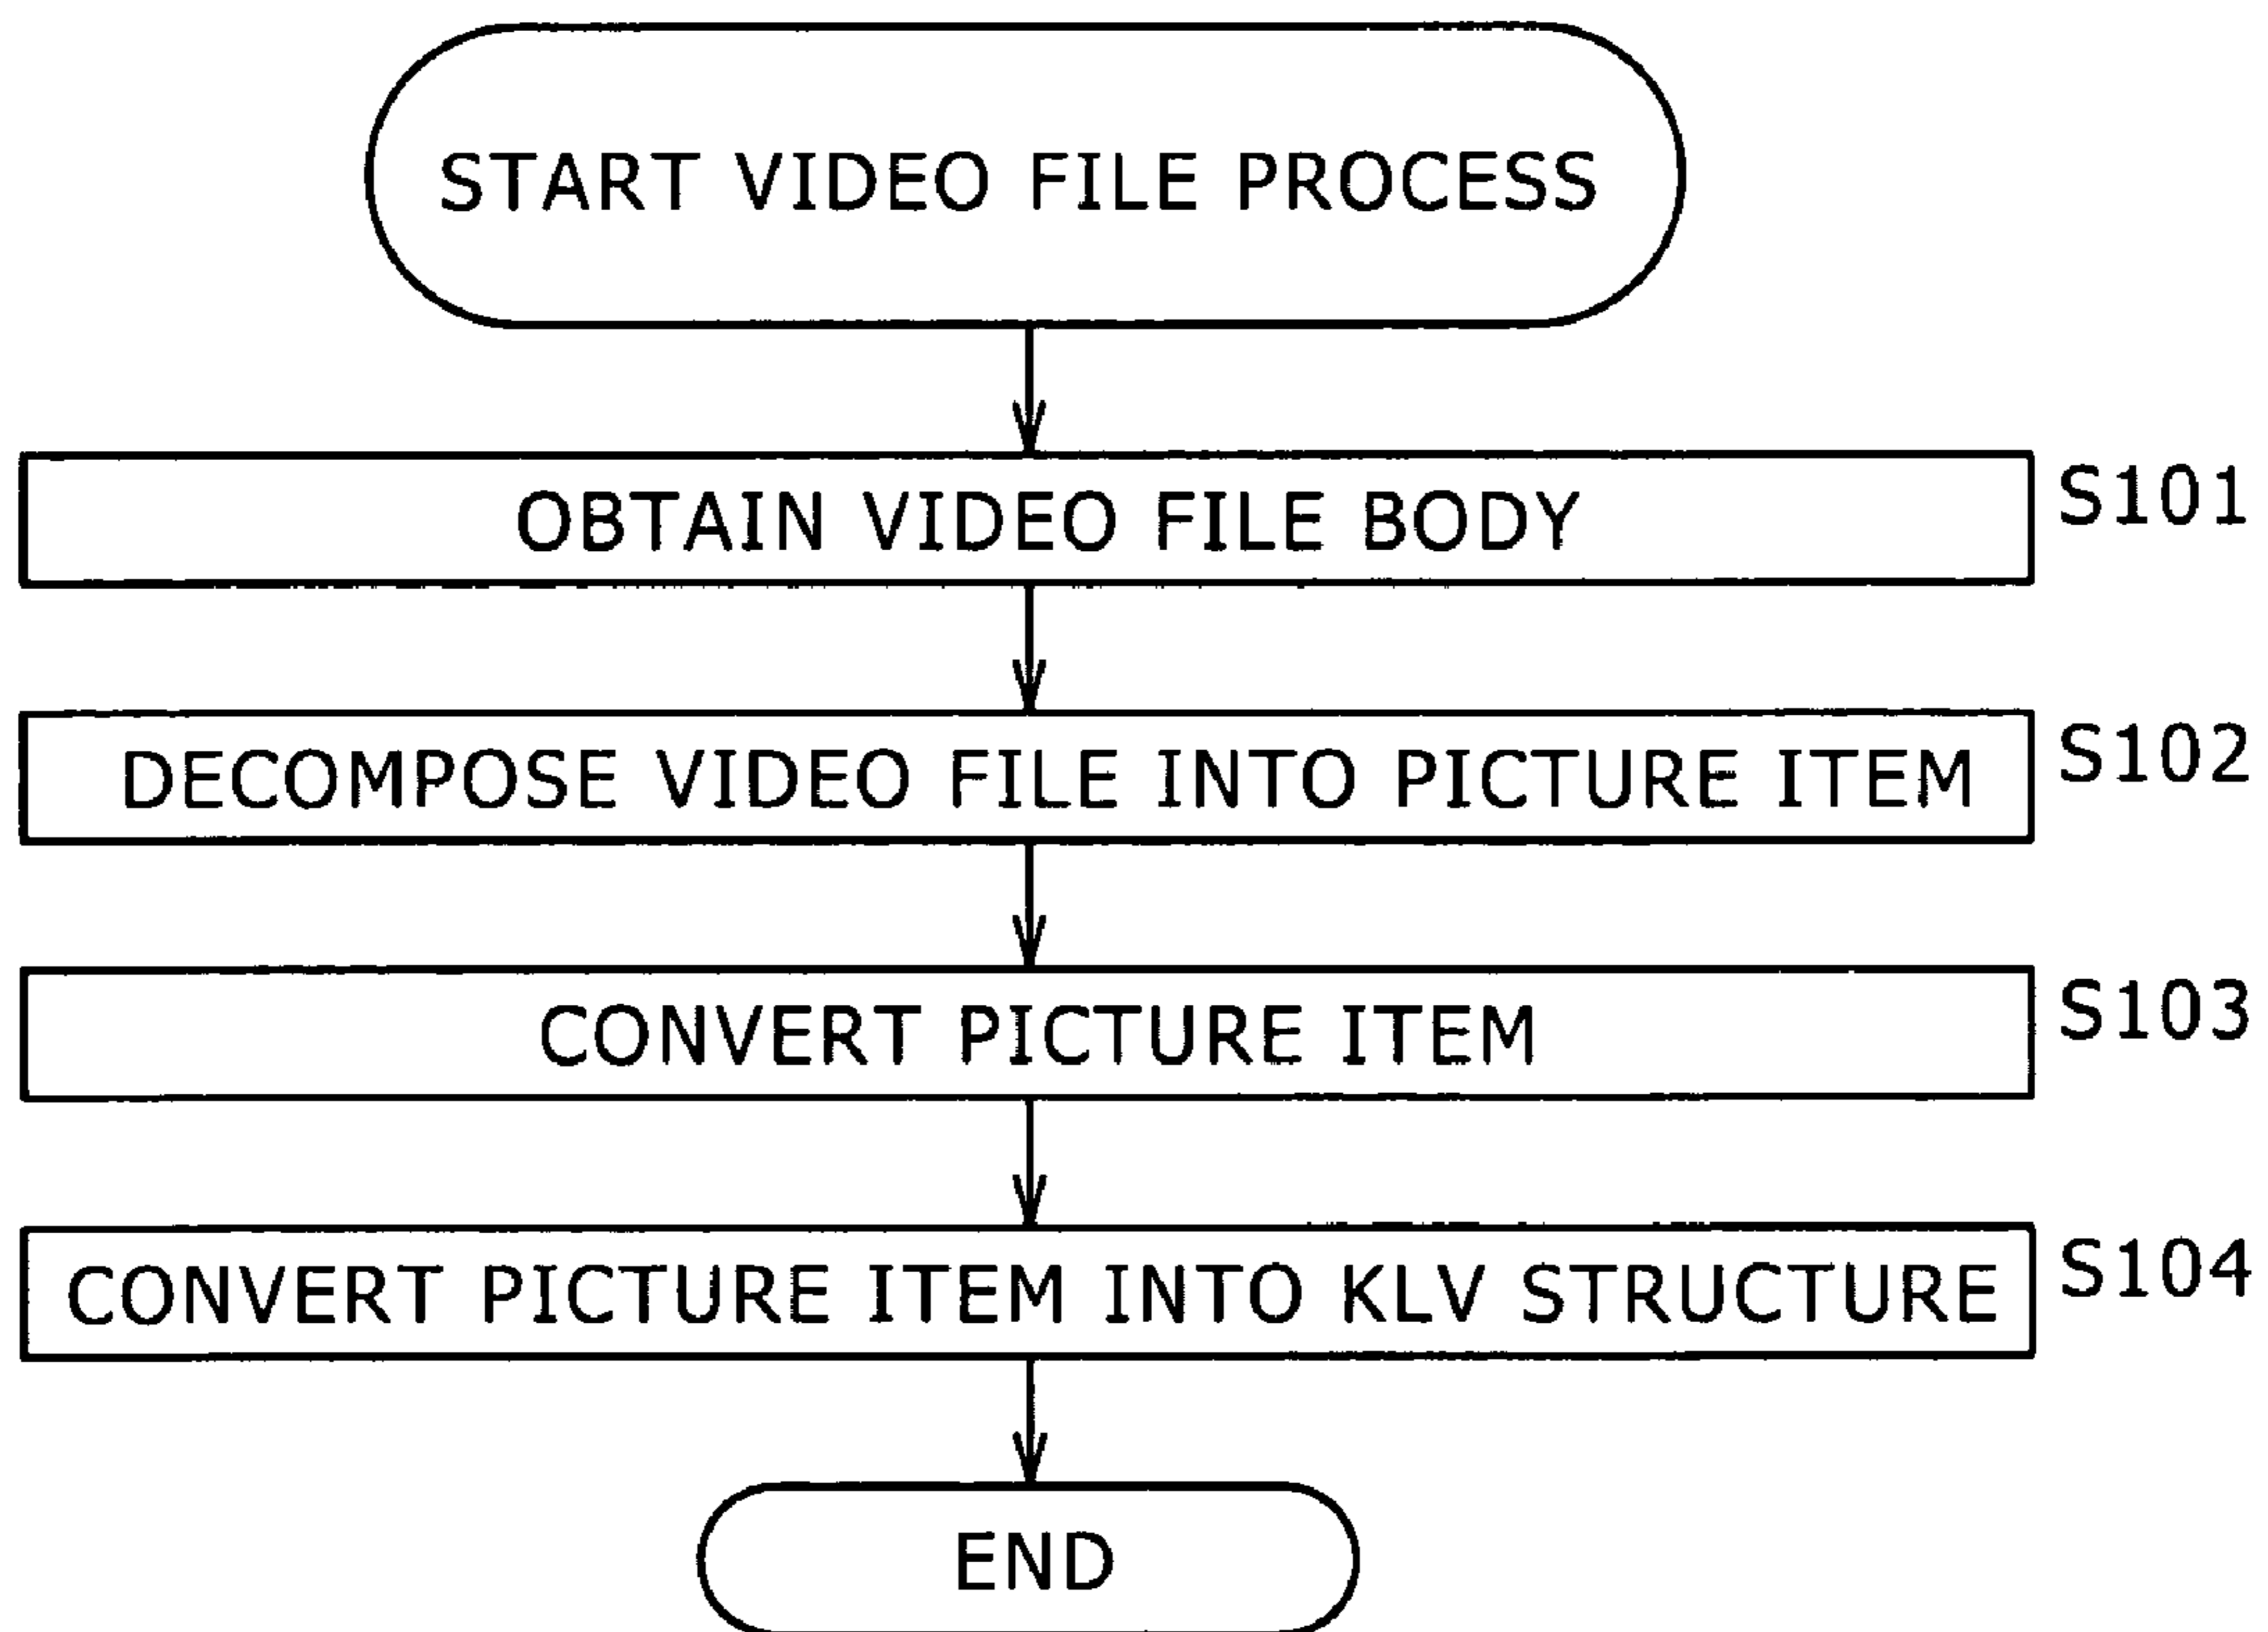 START VIDEO FILE PROCESS
OBTAIN VIDEO FILE BODY S101
DECOMPOSE VIDEO FILE INTO PICTURE ITEM S102
CONVERT PICTURE ITEM S103
CONVERT PICTURE ITEM INTO KLV STRUCTURE S104
END